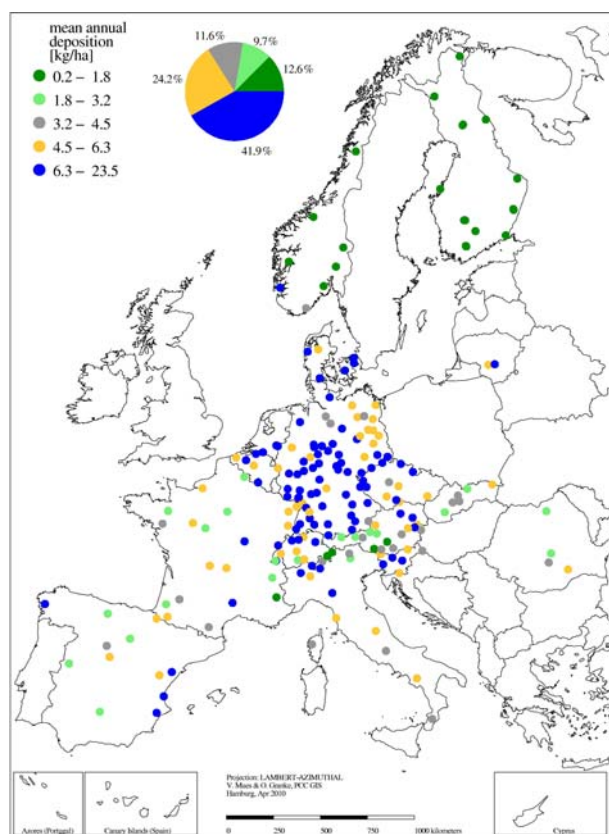 mean annual
deposition
[kg/ha]
0.2 – 1.8
1.8 – 3.2
3.2 – 4.5
4.5 – 6.3
6.3 – 23.5
11.6%
9.7%
24.2%
12.6%
41.9%
Projection: LAMBERT-AZIMUTHAL
V. Mues & O. Granke, PCC GIS
Hamburg, Apr 2010
0 250 500 750 1000 kilometers
Azores (Portugal)
Canary Islands (Spain)
Cyprus